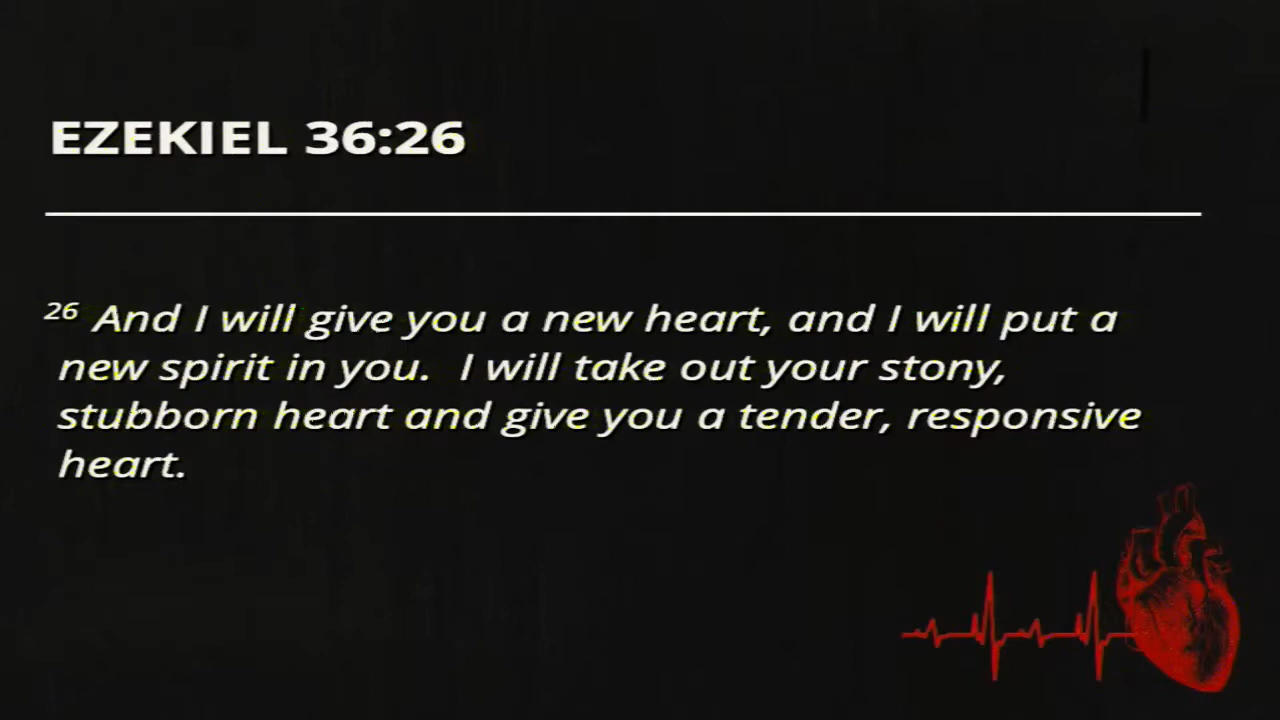 EZEKIEL 36:26
26 And I will give you a new heart, and I will put a
new spirit in you.  I will take out your stony,
stubborn heart and give you a tender, responsive
heart.